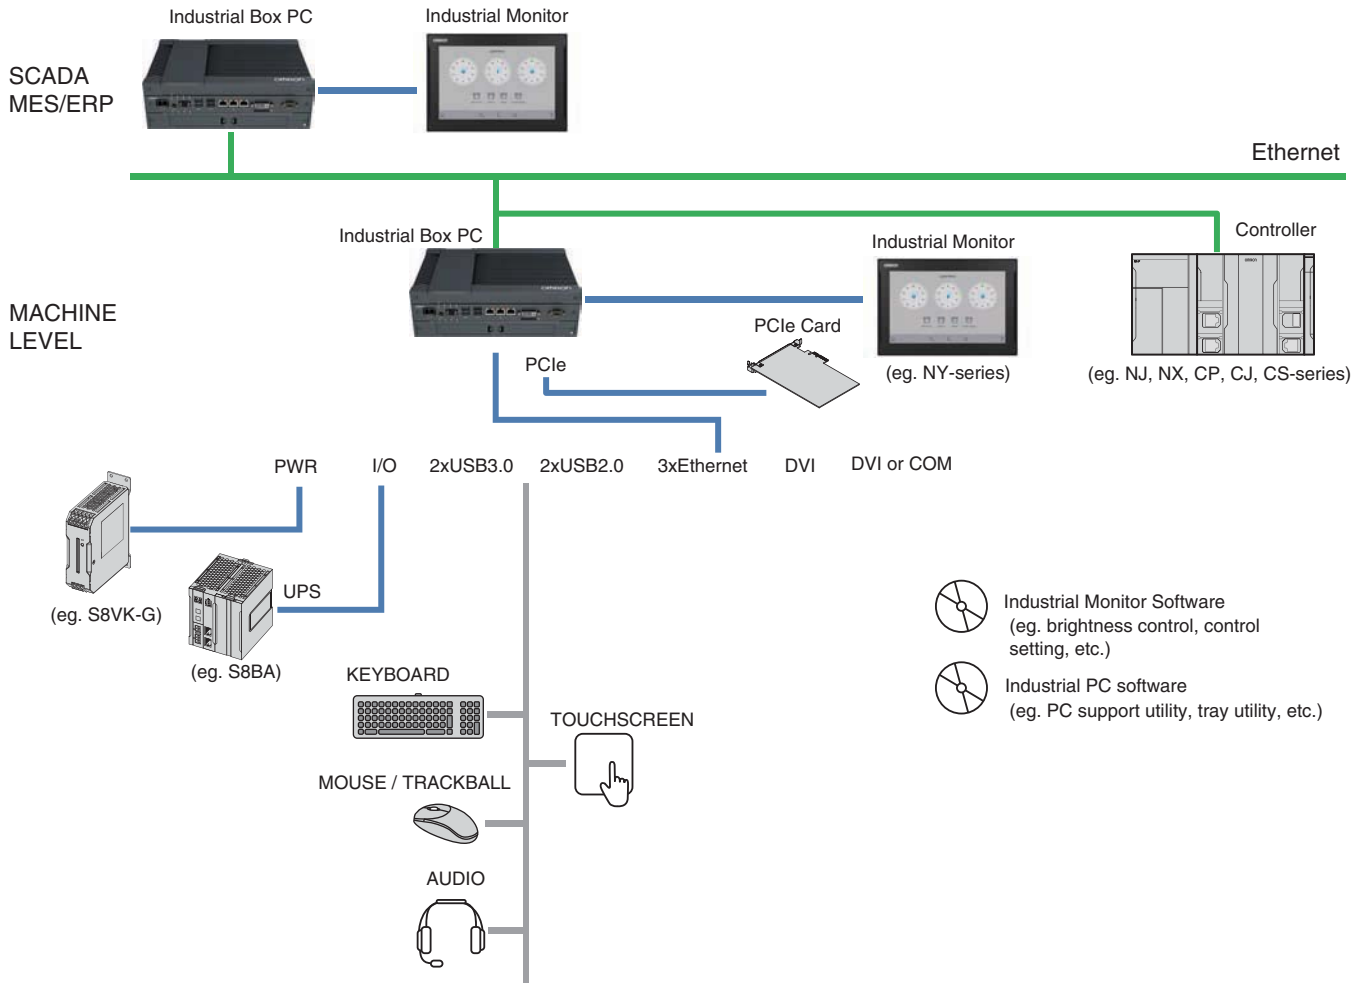 Industrial Box PC
Industrial Monitor
SCADA
MES/ERP
Ethernet
Industrial Box PC
Industrial Monitor
Controller
MACHINE
LEVEL
PCIe Card
PCIe
(eg. NY-series)
(eg. NJ, NX, CP, CJ, CS-series)
PWR
I/O
2xUSB3.0
2xUSB2.0
3xEthernet
DVI
DVI or COM
UPS
(eg. S8VK-G)
(eg. S8BA)
Industrial Monitor Software
(eg. brightness control, control
setting, etc.)
Industrial PC software
(eg. PC support utility, tray utility, etc.)
KEYBOARD
TOUCHSCREEN
MOUSE / TRACKBALL
AUDIO